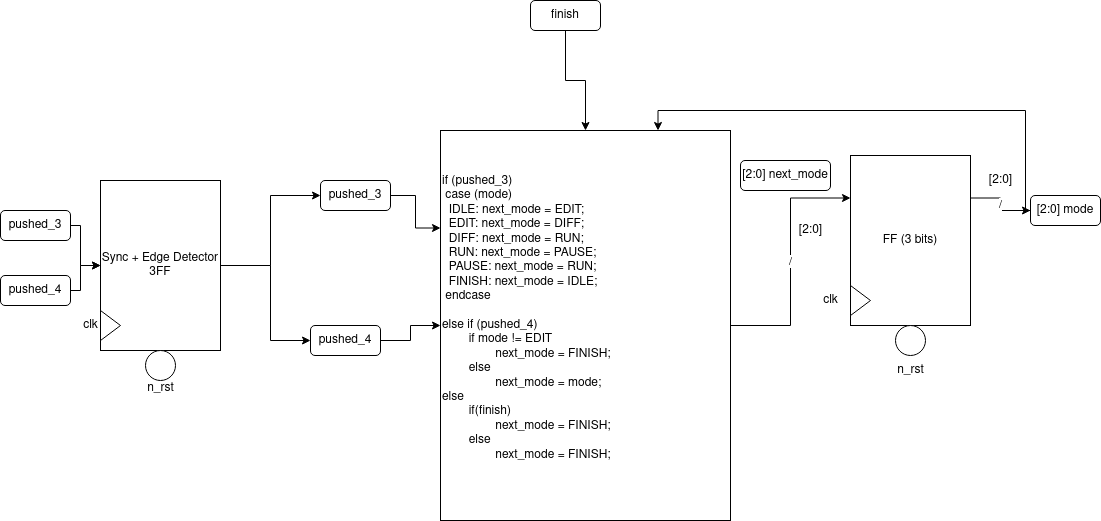 finish
pushed_3
pushed_4
Sync + Edge Detector
3FF
clk
n_rst
pushed_3
pushed_4
if (pushed_3)
case (mode)
IDLE: next_mode = EDIT;
EDIT: next_mode = DIFF;
DIFF: next_mode = RUN;
RUN: next_mode = PAUSE;
PAUSE: next_mode = RUN;
FINISH: next_mode = IDLE;
endcase
else if (pushed_4)
if mode != EDIT
next_mode = FINISH;
else
next_mode = mode;
else
if(finish)
next_mode = FINISH;
else
next_mode = FINISH;
[2:0] next_mode
[2:0]
/
FF (3 bits)
clk
n_rst
[2:0]
/
[2:0] mode